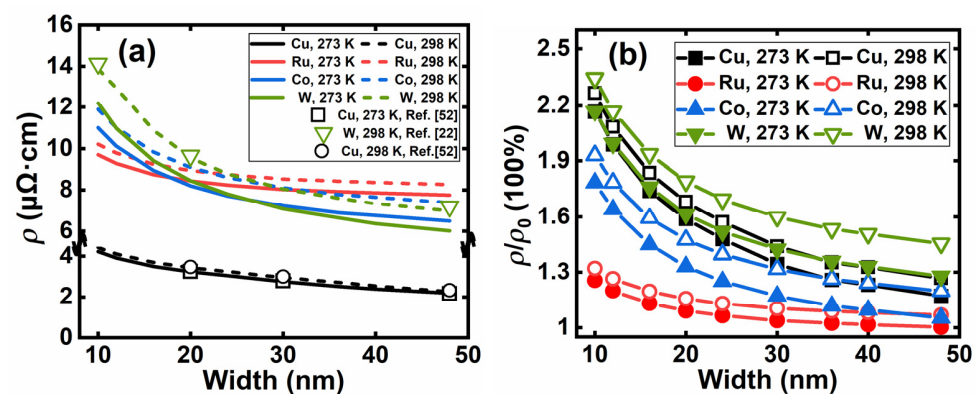 (a)
ρ (μΩ·cm)
16
14
12
10
8
6
4
2
0
10
20
30
40
50
Width (nm)
Cu, 273 K
Cu, 298 K
Ru, 273 K
Ru, 298 K
Co, 273 K
Co, 298 K
W, 273 K
W, 298 K
Cu, 273 K, Ref. [52]
W, 298 K, Ref. [22]
Cu, 298 K, Ref.[52]
(b)
ρ/ρ0 (100%)
2.5
2.2
1.9
1.6
1.3
1
10
20
30
40
50
Width (nm)
Cu, 273 K
Cu, 298 K
Ru, 273 K
Ru, 298 K
Co, 273 K
Co, 298 K
W, 273 K
W, 298 K